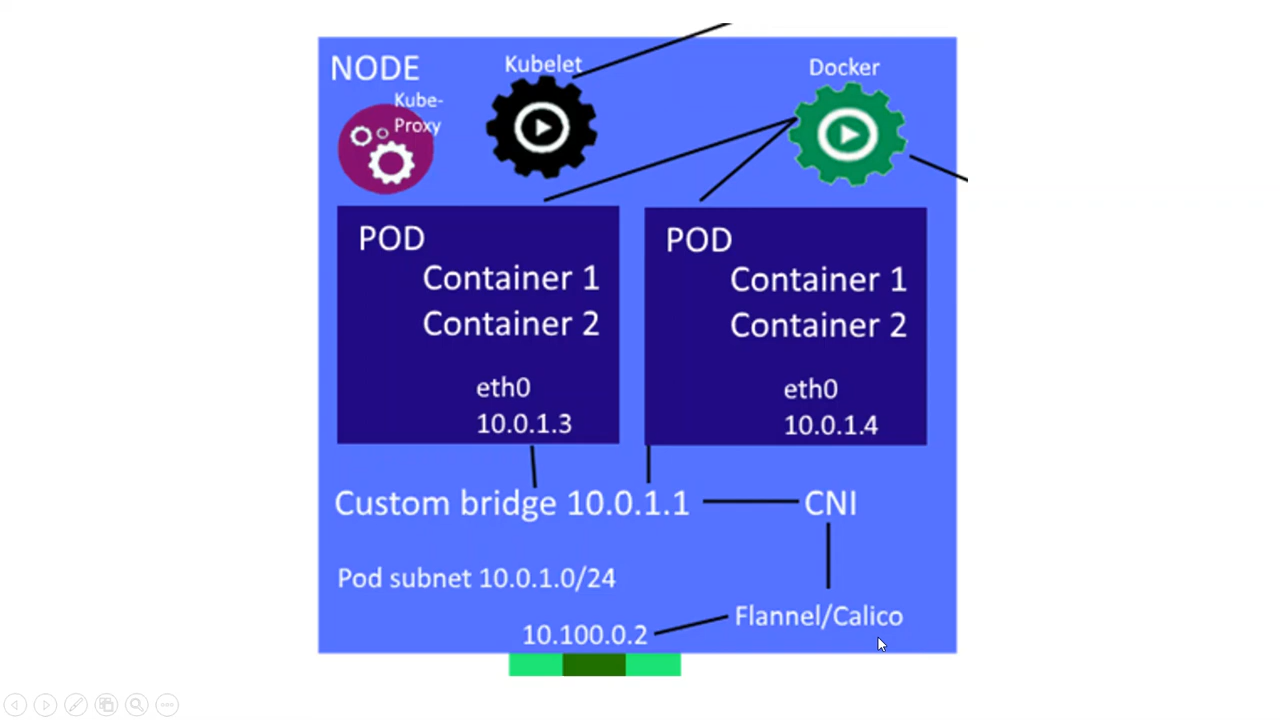 NODE
Kubelet
Docker
Kube-
Proxy
POD
Container 1
Container 2
eth0
10.0.1.3
POD
Container 1
Container 2
eth0
10.0.1.4
Custom bridge 10.0.1.1
CNI
Pod subnet 10.0.1.0/24
Flannel/Calico
10.100.0.2